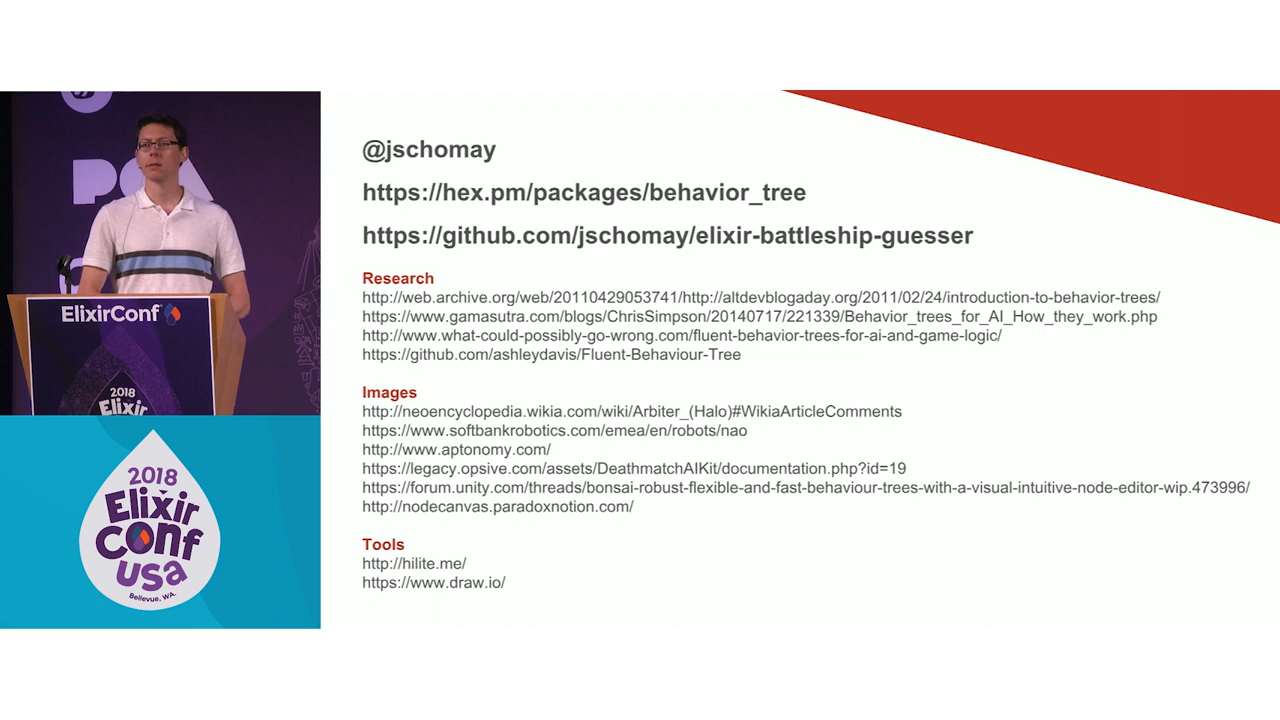 @jschomay
https://hex.pm/packages/behavior_tree
https://github.com/jschomay/elixir-battleship-guesser
Research
http://web.archive.org/web/20110429053741/http://altdevblogaday.org/2011/02/24/introduction-to-behavior-trees/
https://www.gamasutra.com/blogs/ChrisSimpson/20140717/221339/Behavior_trees_for_AI_How_they_work.php
http://www.what-could-possibly-go-wrong.com/fluent-behavior-trees-for-ai-and-game-logic/
https://github.com/ashleydavis/Fluent-Behaviour-Tree
Images
http://neoencyclopedia.wikia.com/wiki/Arbiter_(Halo)#WikiaArticleComments
https://www.softbankrobotics.com/emea/en/robots/nao
http://www.aptonomy.com/
https://legacy.opsive.com/assets/DeathmatchAIKit/documentation.php?id=19
https://forum.unity.com/threads/bonsai-robust-flexible-and-fast-behaviour-trees-with-a-visual-intuitive-node-editor-wip.473996/
http://nodecanvas.paradoxnotion.com/
Tools
http://hilite.me/
https://www.draw.io/
ElixirConf
2018
Elixir
2018
Elixir
Conf
USA
Bellevue, WA.